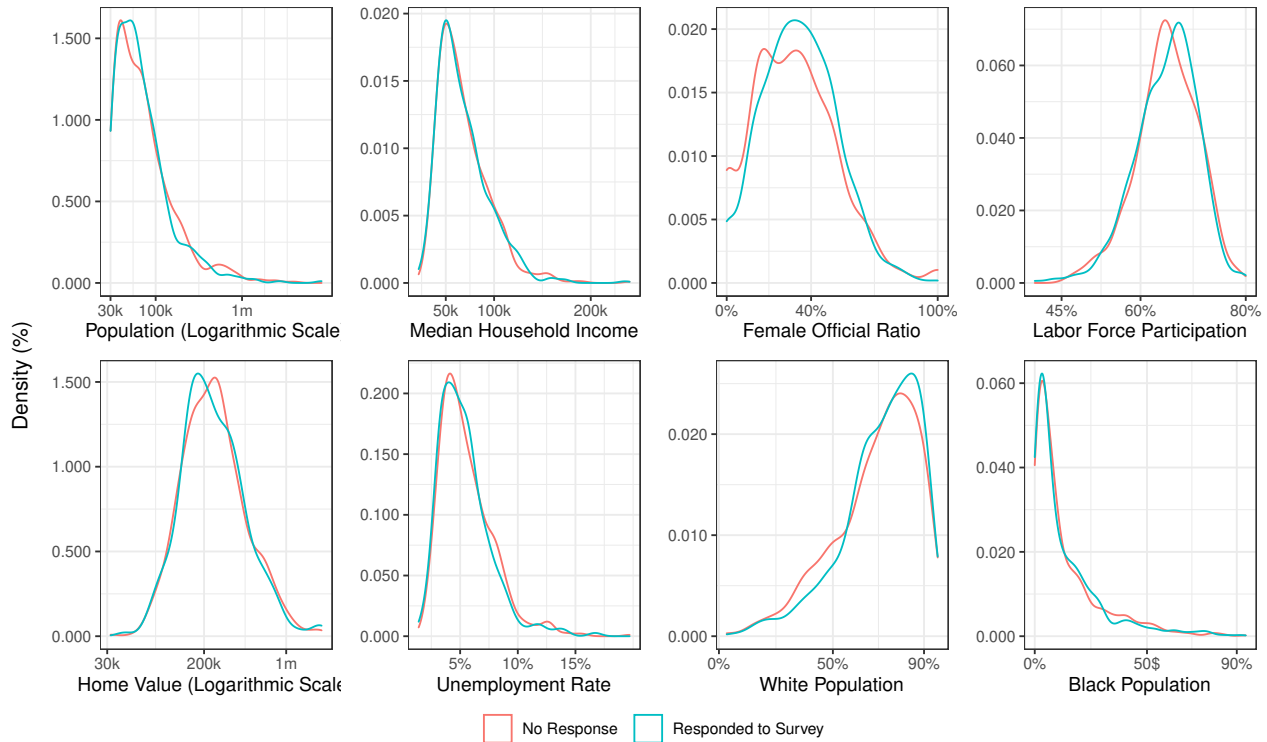 Density (%)
1.500
1.000
0.500
0.000
30k 100k 1m
Population (Logarithmic Scale
0.020
0.015
0.010
0.005
0.000
50k 100k 200k
Median Household Income
0.020
0.015
0.010
0.005
0.000
0% 40% 100%
Female Official Ratio
0.060
0.040
0.020
0.000
45% 60% 80%
Labor Force Participation
1.500
1.000
0.500
0.000
30k 200k 1m
Home Value (Logarithmic Scale
0.200
0.150
0.100
0.050
0.000
5% 10% 15%
Unemployment Rate
0.020
0.010
0.000
0% 50% 90%
White Population
0.060
0.040
0.020
0.000
0% 50$ 90%
Black Population
No Response Responded to Survey